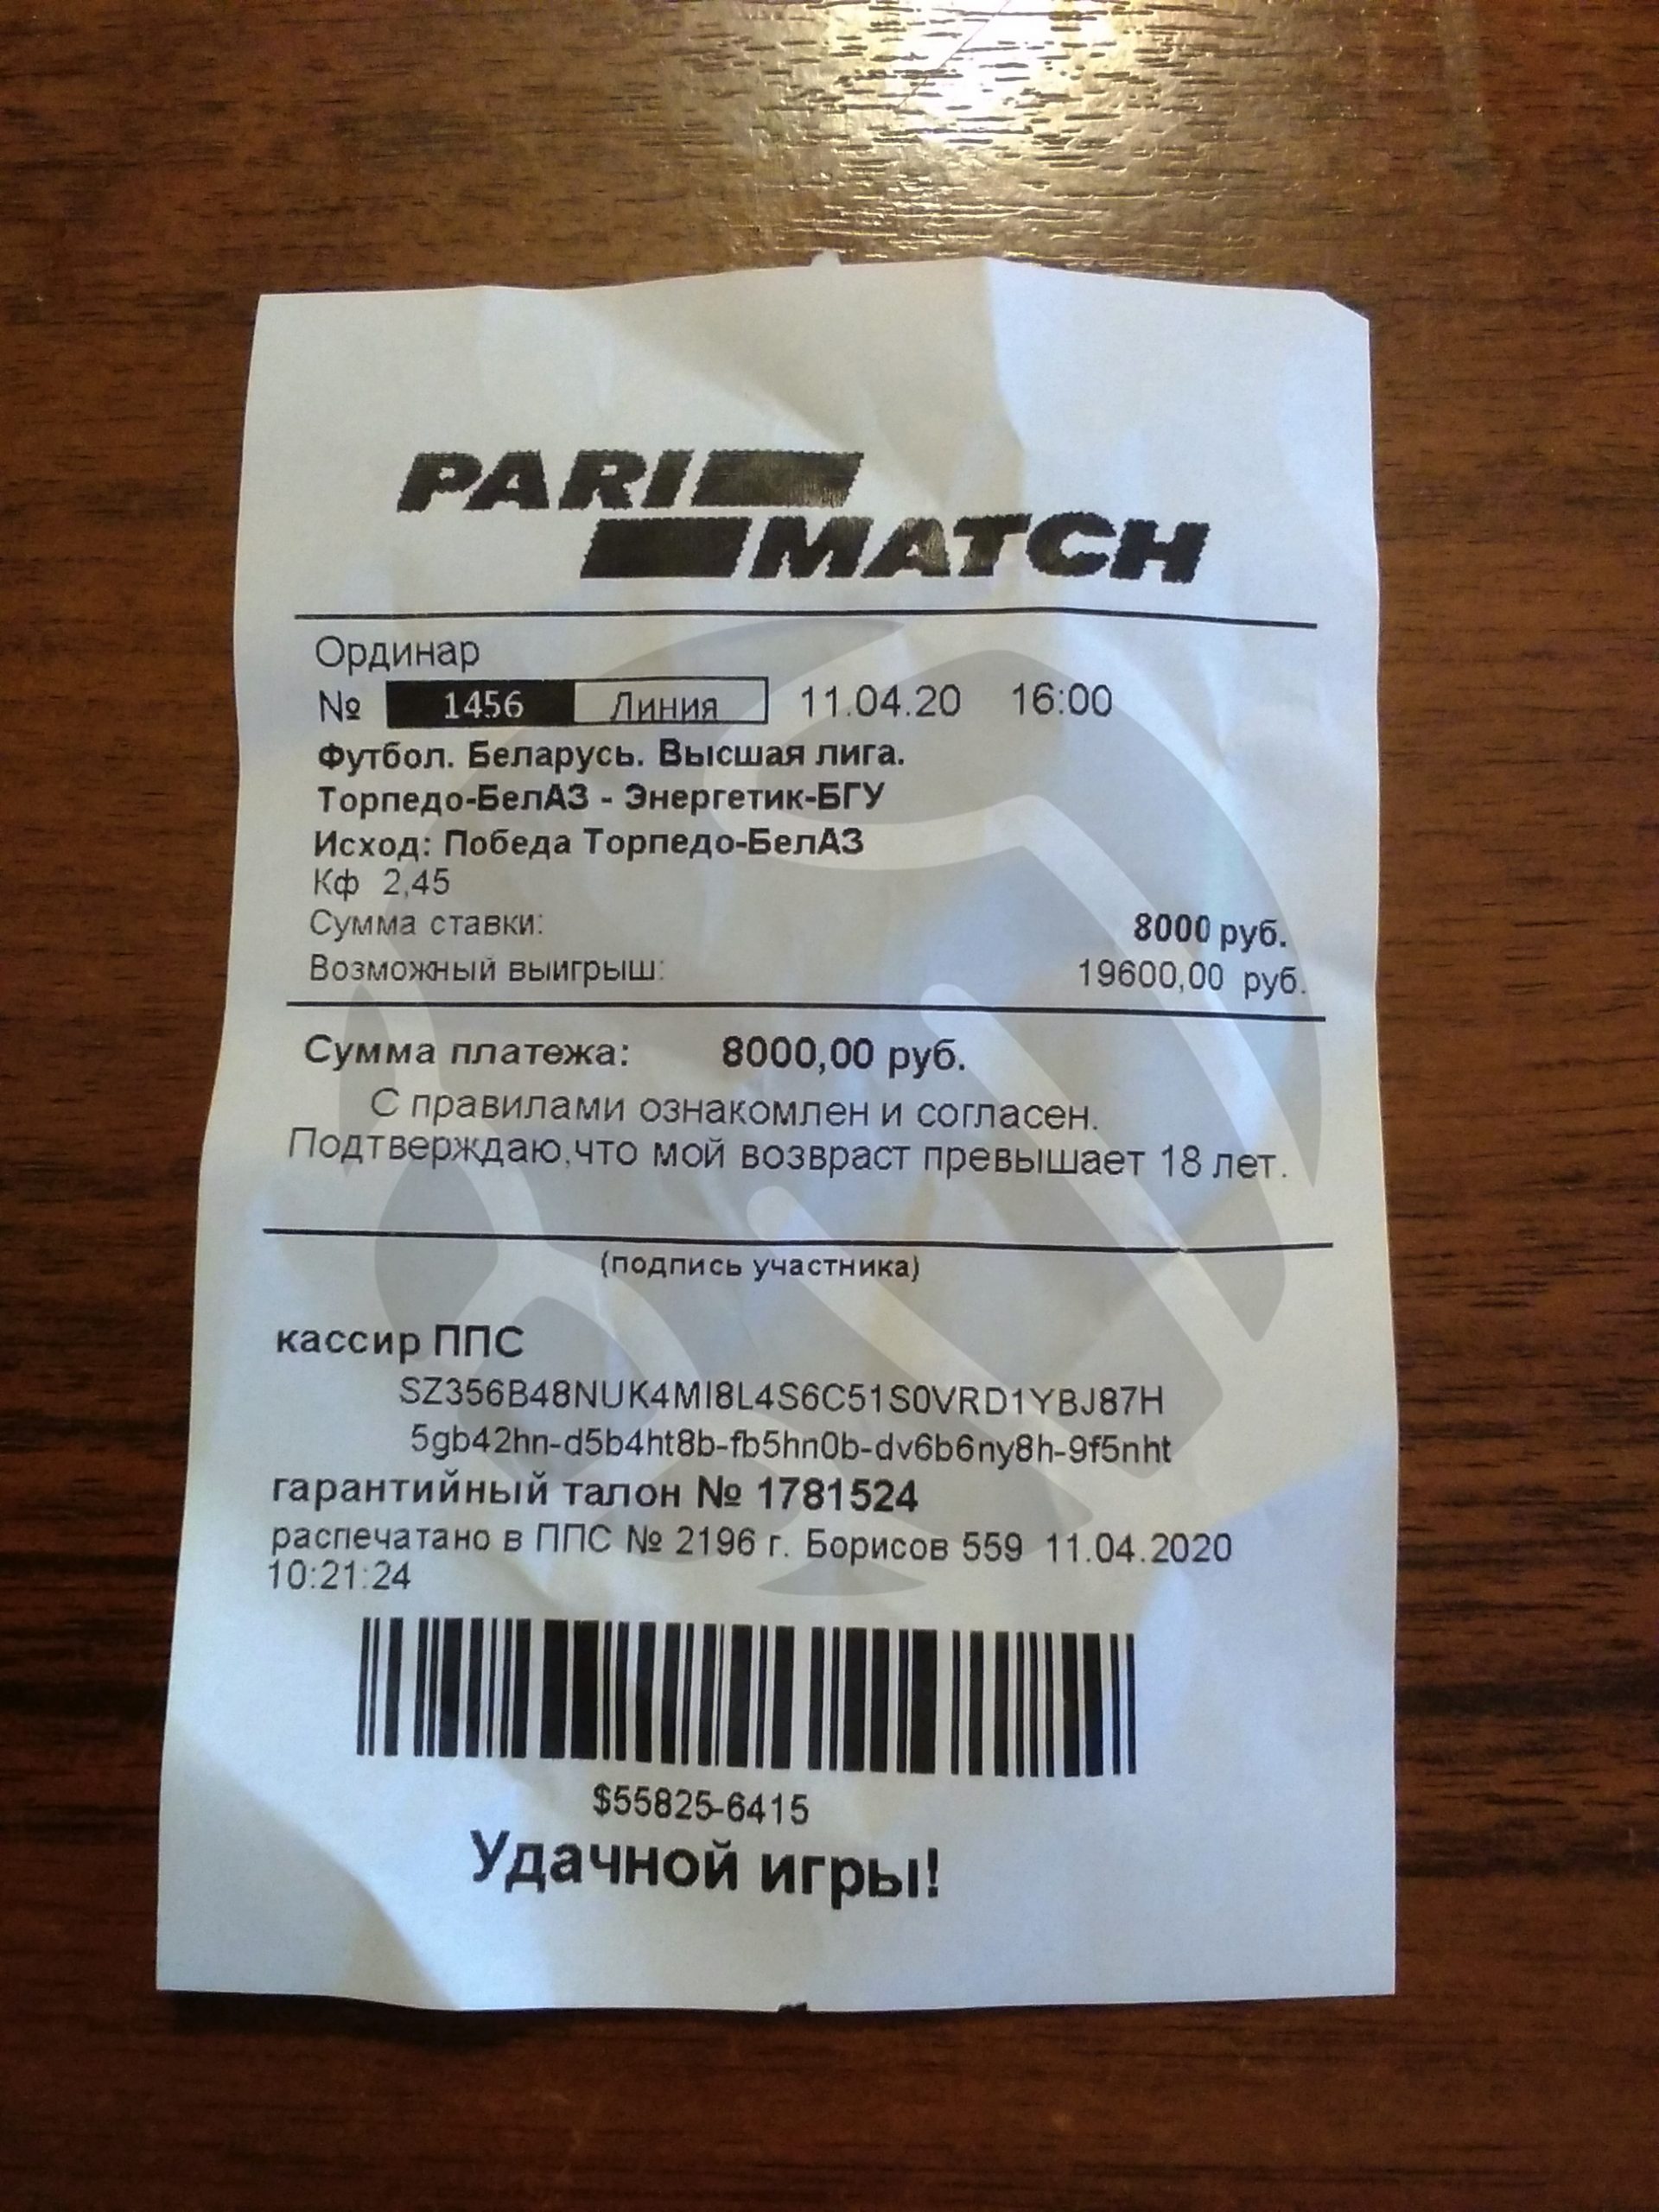 PARI
MATCH
Ординар
№ 1456 Линия 11.04.20 16:00
Футбол. Беларусь. Высшая лига.
Торпедо-БелАЗ - Энергетик-БГУ
Исход: Победа Торпедо-БелАЗ
Кф 2,45
Сумма ставки: 8000 руб.
Возможный выигрыш: 19600,00 руб.
Сумма платежа: 8000,00 руб.
С правилами ознакомлен и согласен.
Подтверждаю,что мой возвраст превышает 18 лет.
(подпись участника)
кассир ППС
SZ356B48NUK4MI8L4S6C51S0VRD1YBJ87H
5gb42hn-d5b4ht8b-fb5hn0b-dv6b6ny8h-9f5nht
гарантийный талон № 1781524
распечатано в ППС № 2196 г. Борисов 559 11.04.2020
10:21:24
$55825-6415
Удачной игры!